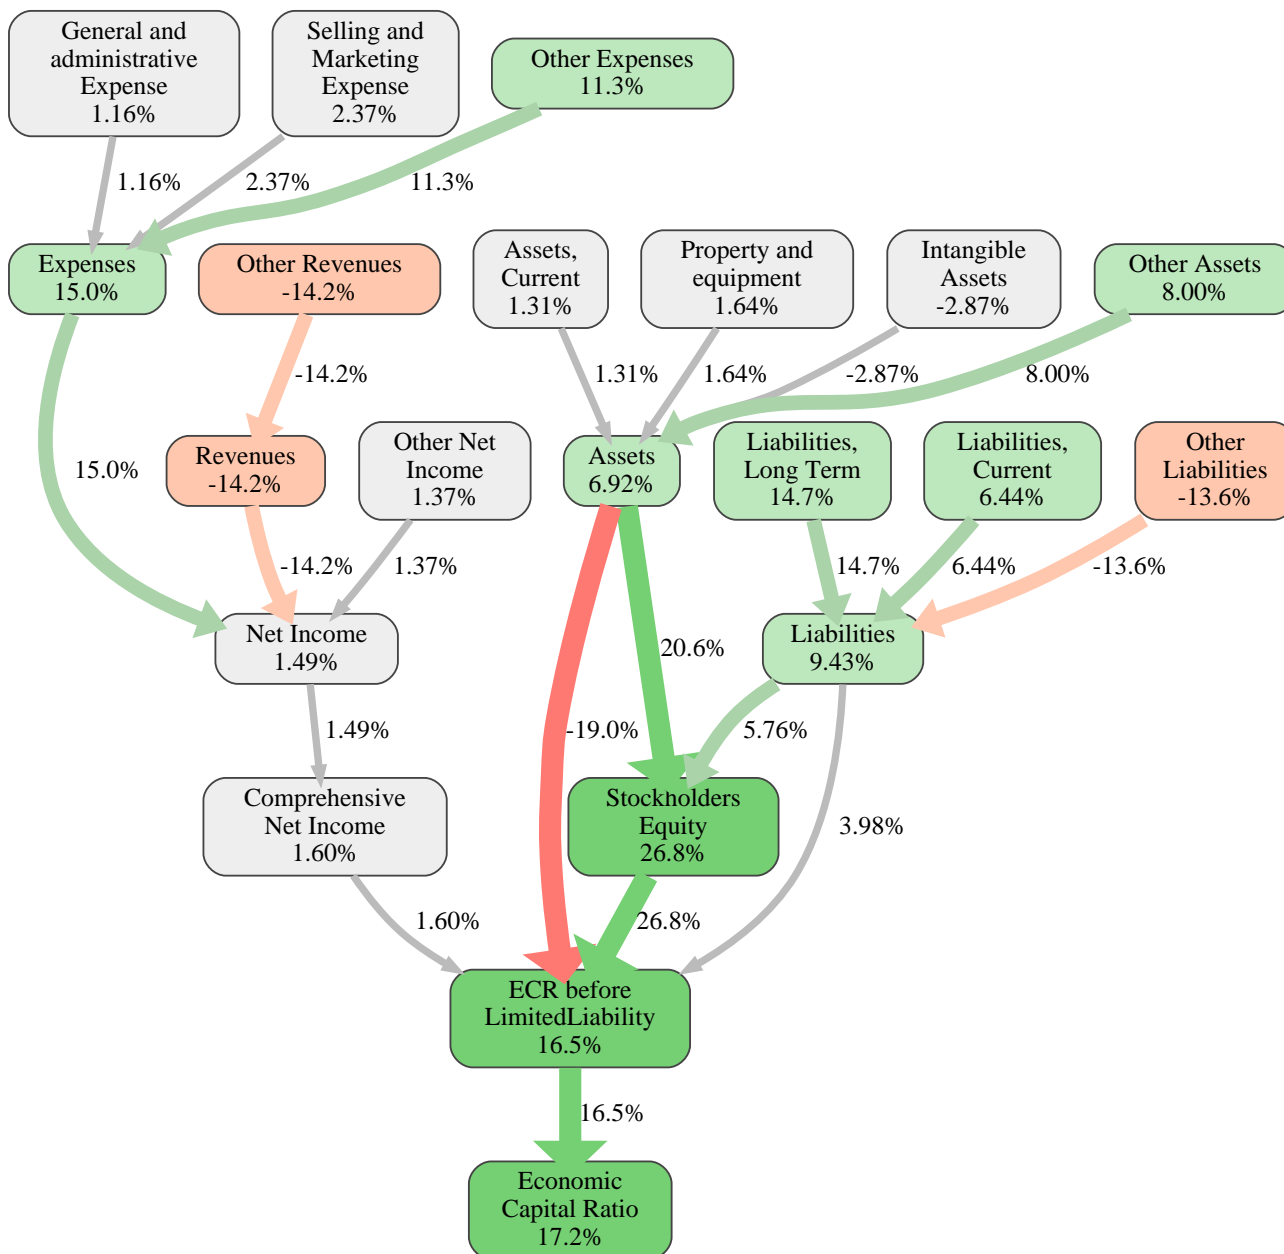 General and
administrative
Expense
1.16%
Selling and
Marketing
Expense
2.37%
Other Expenses
11.3%
1.16%
2.37%
11.3%
Expenses
15.0%
Other Revenues
-14.2%
Assets,
Current
1.31%
Property and
equipment
1.64%
Intangible
Assets
-2.87%
Other Assets
8.00%
-14.2%
1.31%
1.64%
-2.87%
8.00%
Revenues
-14.2%
Other Net
Income
1.37%
Assets
6.92%
Liabilities,
Long Term
14.7%
Liabilities,
Current
6.44%
Other
Liabilities
-13.6%
15.0%
-14.2%
1.37%
14.7%
6.44%
-13.6%
Net Income
1.49%
Liabilities
9.43%
20.6%
1.49%
-19.0%
5.76%
Comprehensive
Net Income
1.60%
Stockholders
Equity
26.8%
3.98%
1.60%
26.8%
ECR before
LimitedLiability
16.5%
16.5%
Economic
Capital Ratio
17.2%